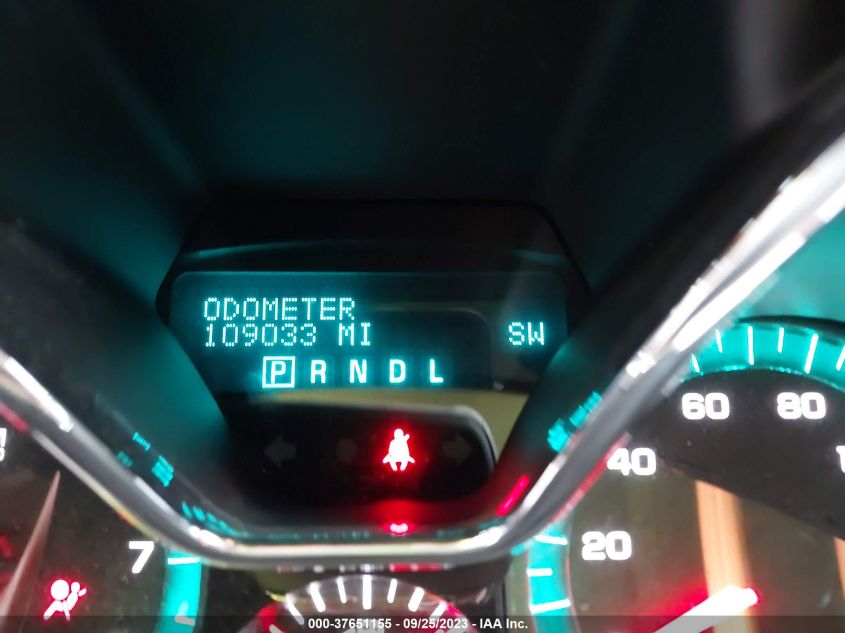 ODOMETER
109033 MI SW
P R N D L
60 80
40
20
7
000-37651155 - 09/25/2023 - IAA Inc.